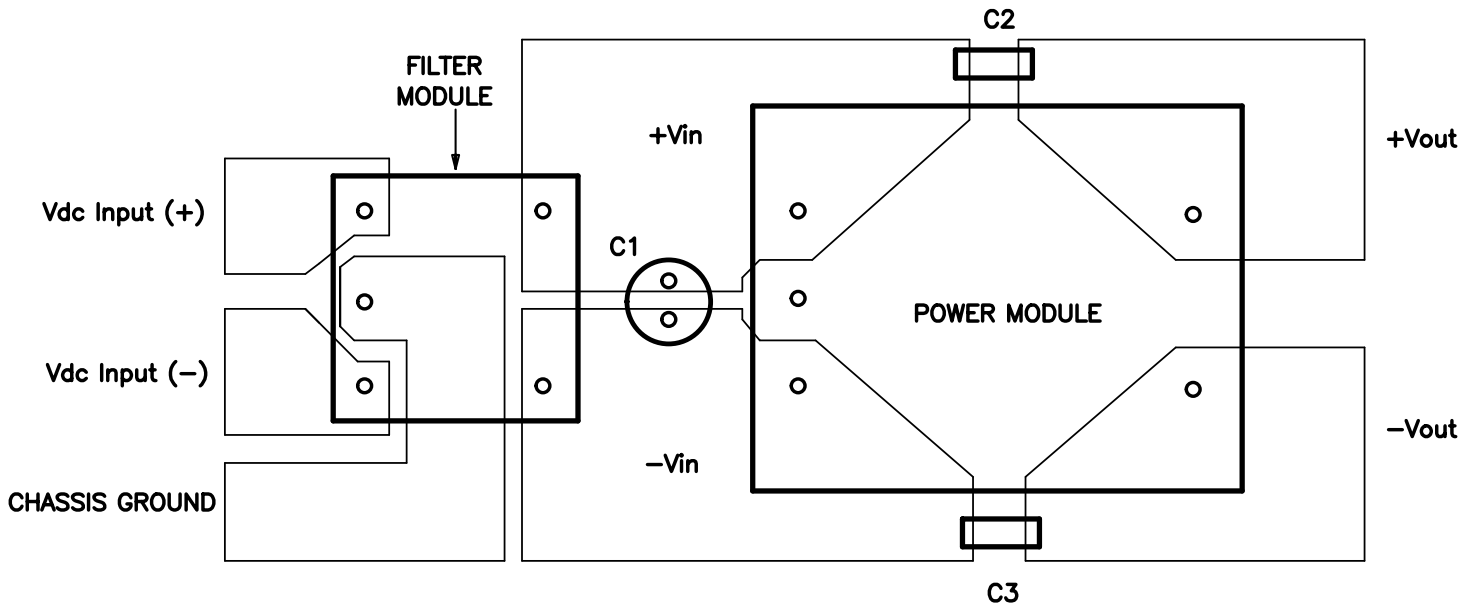 C2
FILTER
MODULE
+Vin
+Vout
Vdc Input (+)
C1
POWER MODULE
Vdc Input (−)
−Vout
−Vin
CHASSIS GROUND
C3